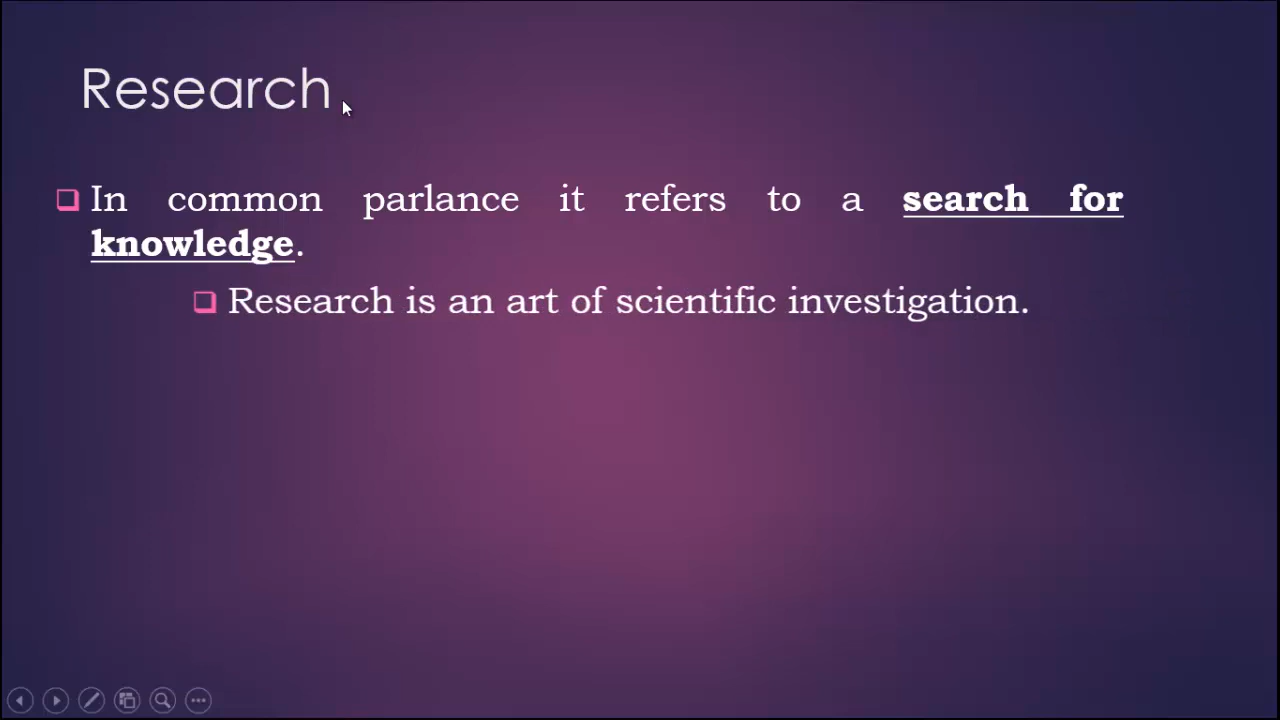 Research
In common parlance it refers to a search for
knowledge.
Research is an art of scientific investigation.